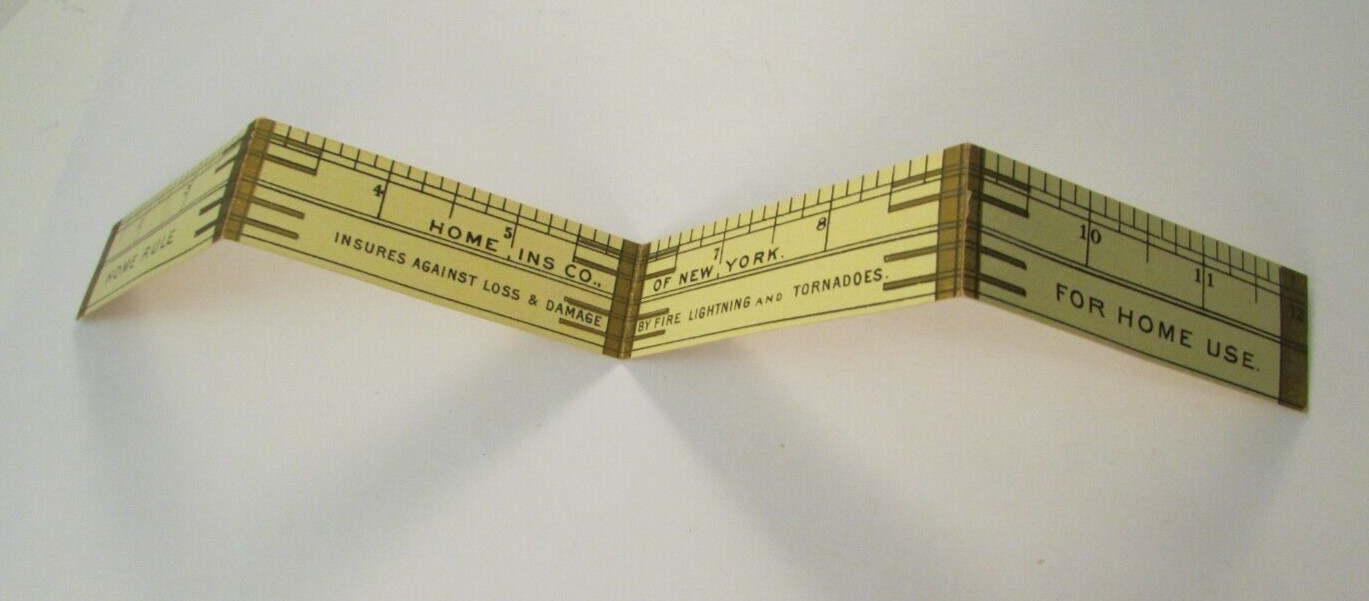 4 5 7 8 10 11 12
HOME INS CO., OF NEW YORK.
HOME RULE INSURES AGAINST LOSS & DAMAGE BY FIRE LIGHTNING AND TORNADOES. FOR HOME USE.